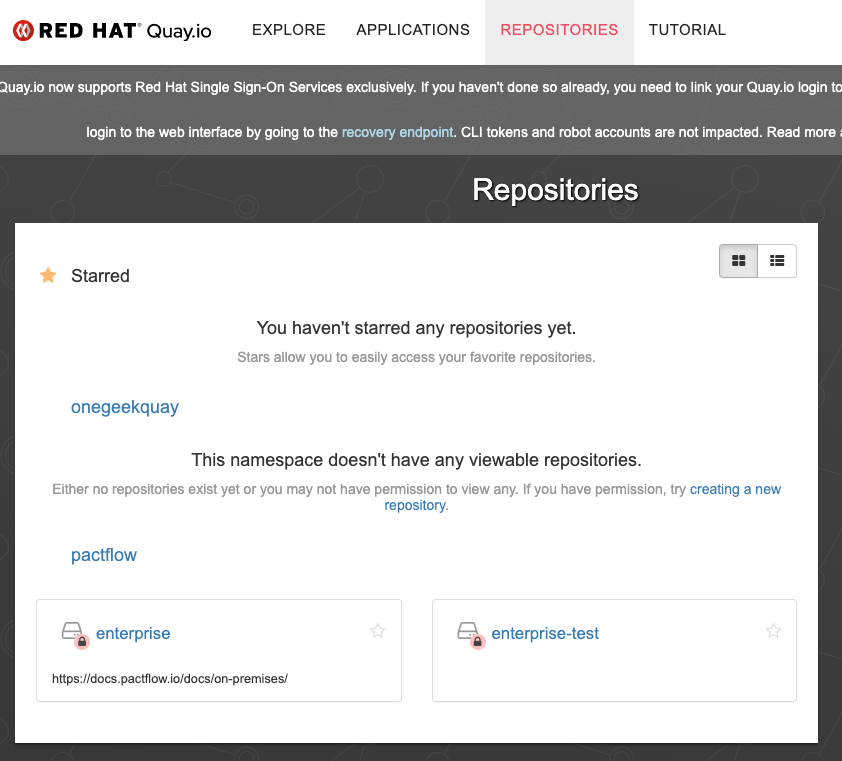 RED HAT® Quay.io EXPLORE APPLICATIONS REPOSITORIES TUTORIAL
Quay.io now supports Red Hat Single Sign-On Services exclusively. If you haven't done so already, you need to link your Quay.io login to
login to the web interface by going to the recovery endpoint. CLI tokens and robot accounts are not impacted. Read more
Repositories
Starred
You haven't starred any repositories yet.
Stars allow you to easily access your favorite repositories.
onegeekquay
This namespace doesn't have any viewable repositories.
Either no repositories exist yet or you may not have permission to view any. If you have permission, try creating a new
repository.
pactflow
enterprise
enterprise-test
https://docs.pactflow.io/docs/on-premises/